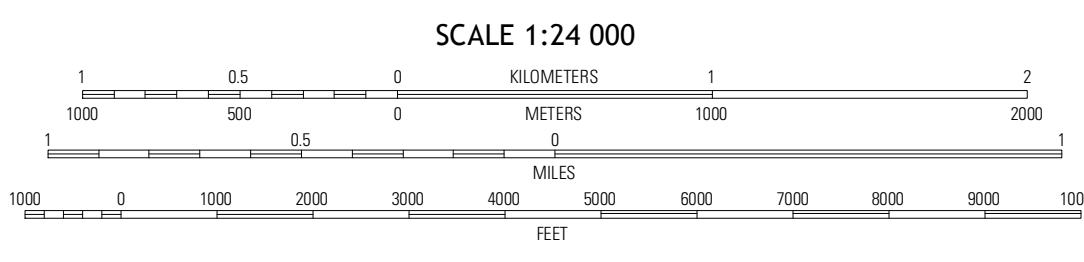 SCALE 1:24 000
1 0.5 0 KILOMETERS 1 2
1000 500 0 METERS 1000 2000
1 0.5 0 1
MILES
1000 0 1000 2000 3000 4000 5000 6000 7000 8000 9000 100
FEET